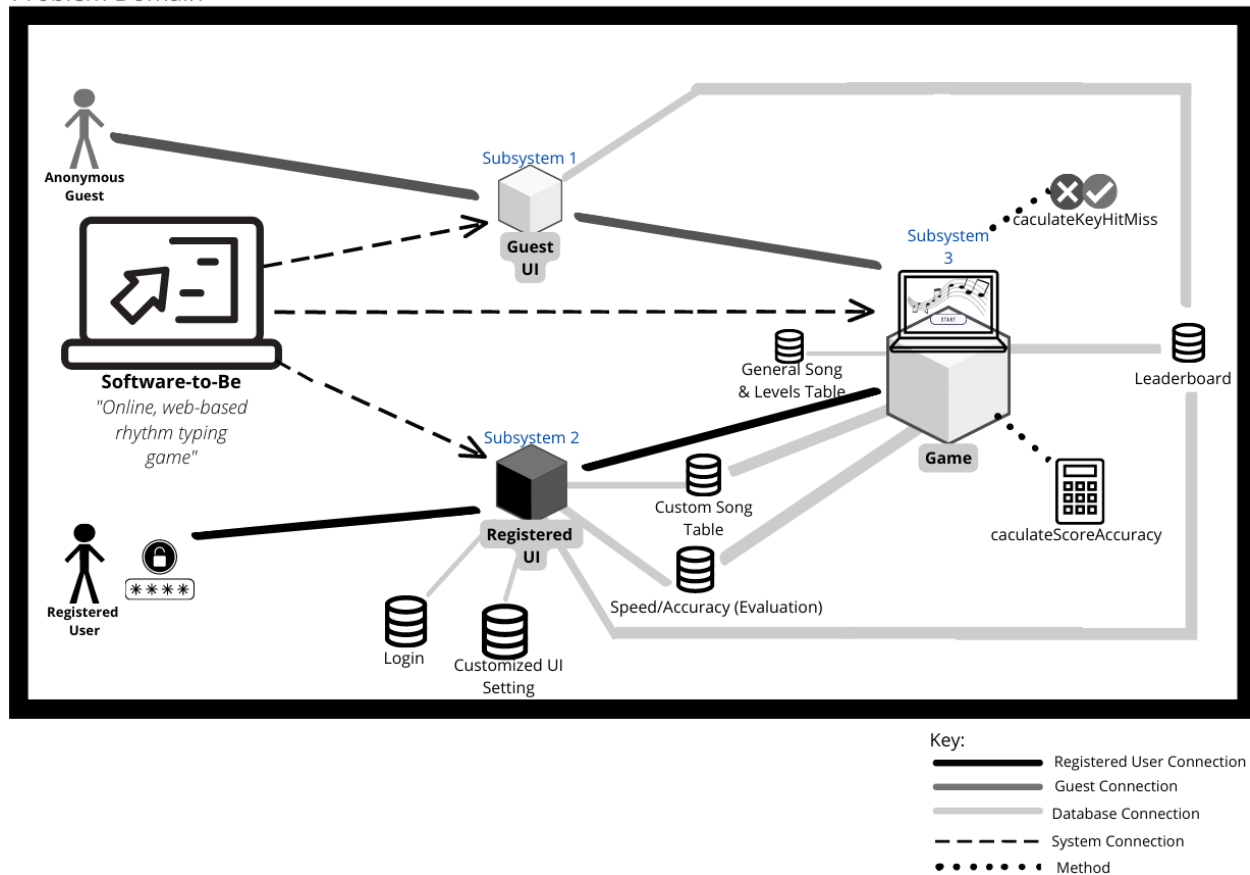 Problem Domain
Anonymous
Guest
Subsystem 1
Guest
UI
caculateKeyHitMiss
Subsystem
3
START
General Song
& Levels Table
Leaderboard
Software-to-Be
"Online, web-based
rhythm typing
game"
Subsystem 2
Game
Registered
UI
Custom Song
Table
caculateScoreAccuracy
****
Registered
User
Speed/Accuracy (Evaluation)
Login
Customized UI
Setting
Key:
Registered User Connection
Guest Connection
Database Connection
System Connection
Method